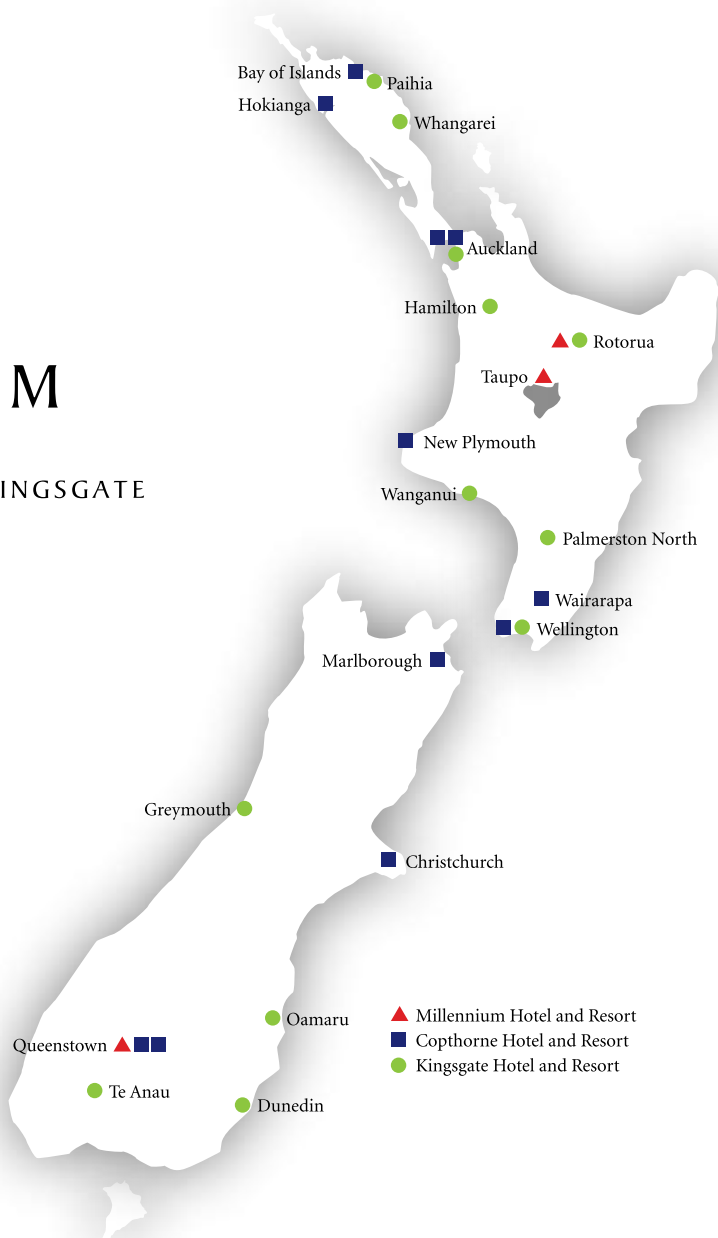 Bay of Islands
Paihia
Hokianga
Whangarei
Auckland
Hamilton
Rotorua
M
Taupo
New Plymouth
INGSGATE
Wanganui
Palmerston North
Wairarapa
Wellington
Marlborough
Greymouth
Christchurch
Millennium Hotel and Resort
Oamaru
Copthorne Hotel and Resort
Queenstown
Kingsgate Hotel and Resort
Te Anau
Dunedin